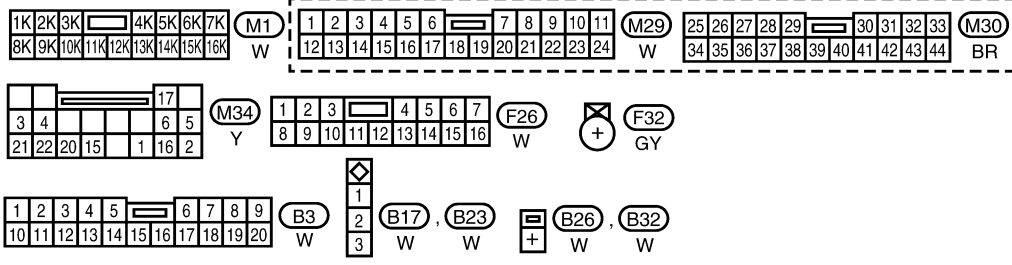 1K 2K 3K 4K 5K 6K 7K
8K 9K 10K 11K 12K 13K 14K 15K 16K
M1
W
1 2 3 4 5 6 7 8 9 10 11
12 13 14 15 16 17 18 19 20 21 22 23 24
M29
W
25 26 27 28 29 30 31 32 33
34 35 36 37 38 39 40 41 42 43 44
M30
BR
17
3 4 6 5
21 22 20 15 1 16 2
M34
Y
1 2 3 4 5 6 7
8 9 10 11 12 13 14 15 16
F26
W
+
F32
GY
1 2 3 4 5 6 7 8 9
10 11 12 13 14 15 16 17 18 19 20
B3
W
1
2
3
B17 , B23
W W
+
B26 , B32
W W